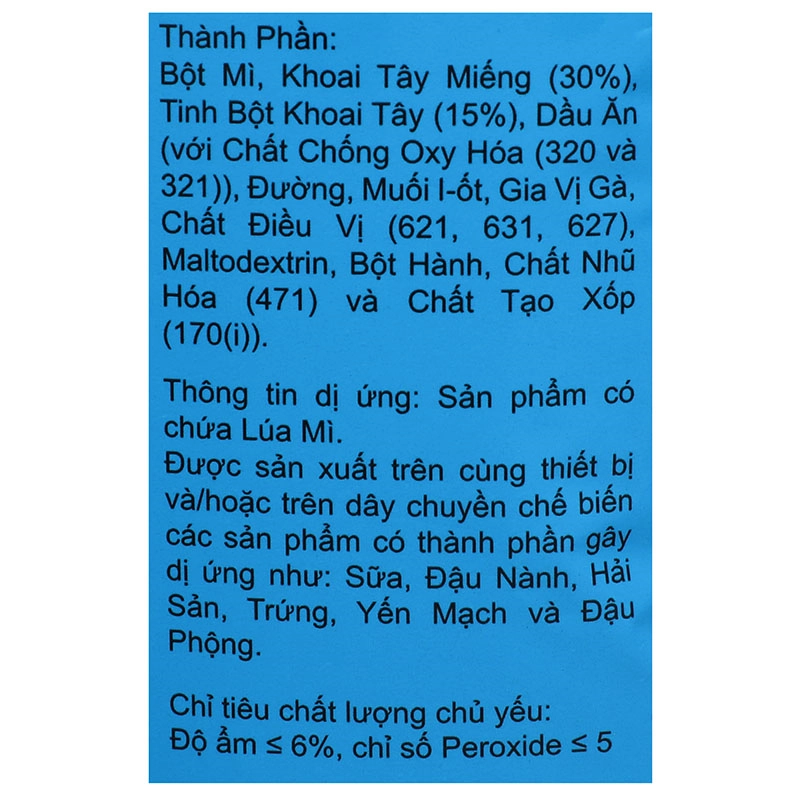 Thành Phần:
Bột Mì, Khoai Tây Miếng (30%),
Tinh Bột Khoai Tây (15%), Dầu Ăn
(với Chất Chống Oxy Hóa (320 và
321)), Đường, Muối I-ốt, Gia Vị Gà,
Chất Điều Vị (621, 631, 627),
Maltodextrin, Bột Hành, Chất Nhũ
Hóa (471) và Chất Tạo Xốp
(170(i)).
Thông tin dị ứng: Sản phẩm có
chứa Lúa Mì.
Được sản xuất trên cùng thiết bị
và/hoặc trên dây chuyền chế biến
các sản phẩm có thành phần gây
dị ứng như: Sữa, Đậu Nành, Hải
Sản, Trứng, Yến Mạch và Đậu
Phộng.
Chỉ tiêu chất lượng chủ yếu:
Độ ẩm ≤ 6%, chỉ số Peroxide ≤ 5